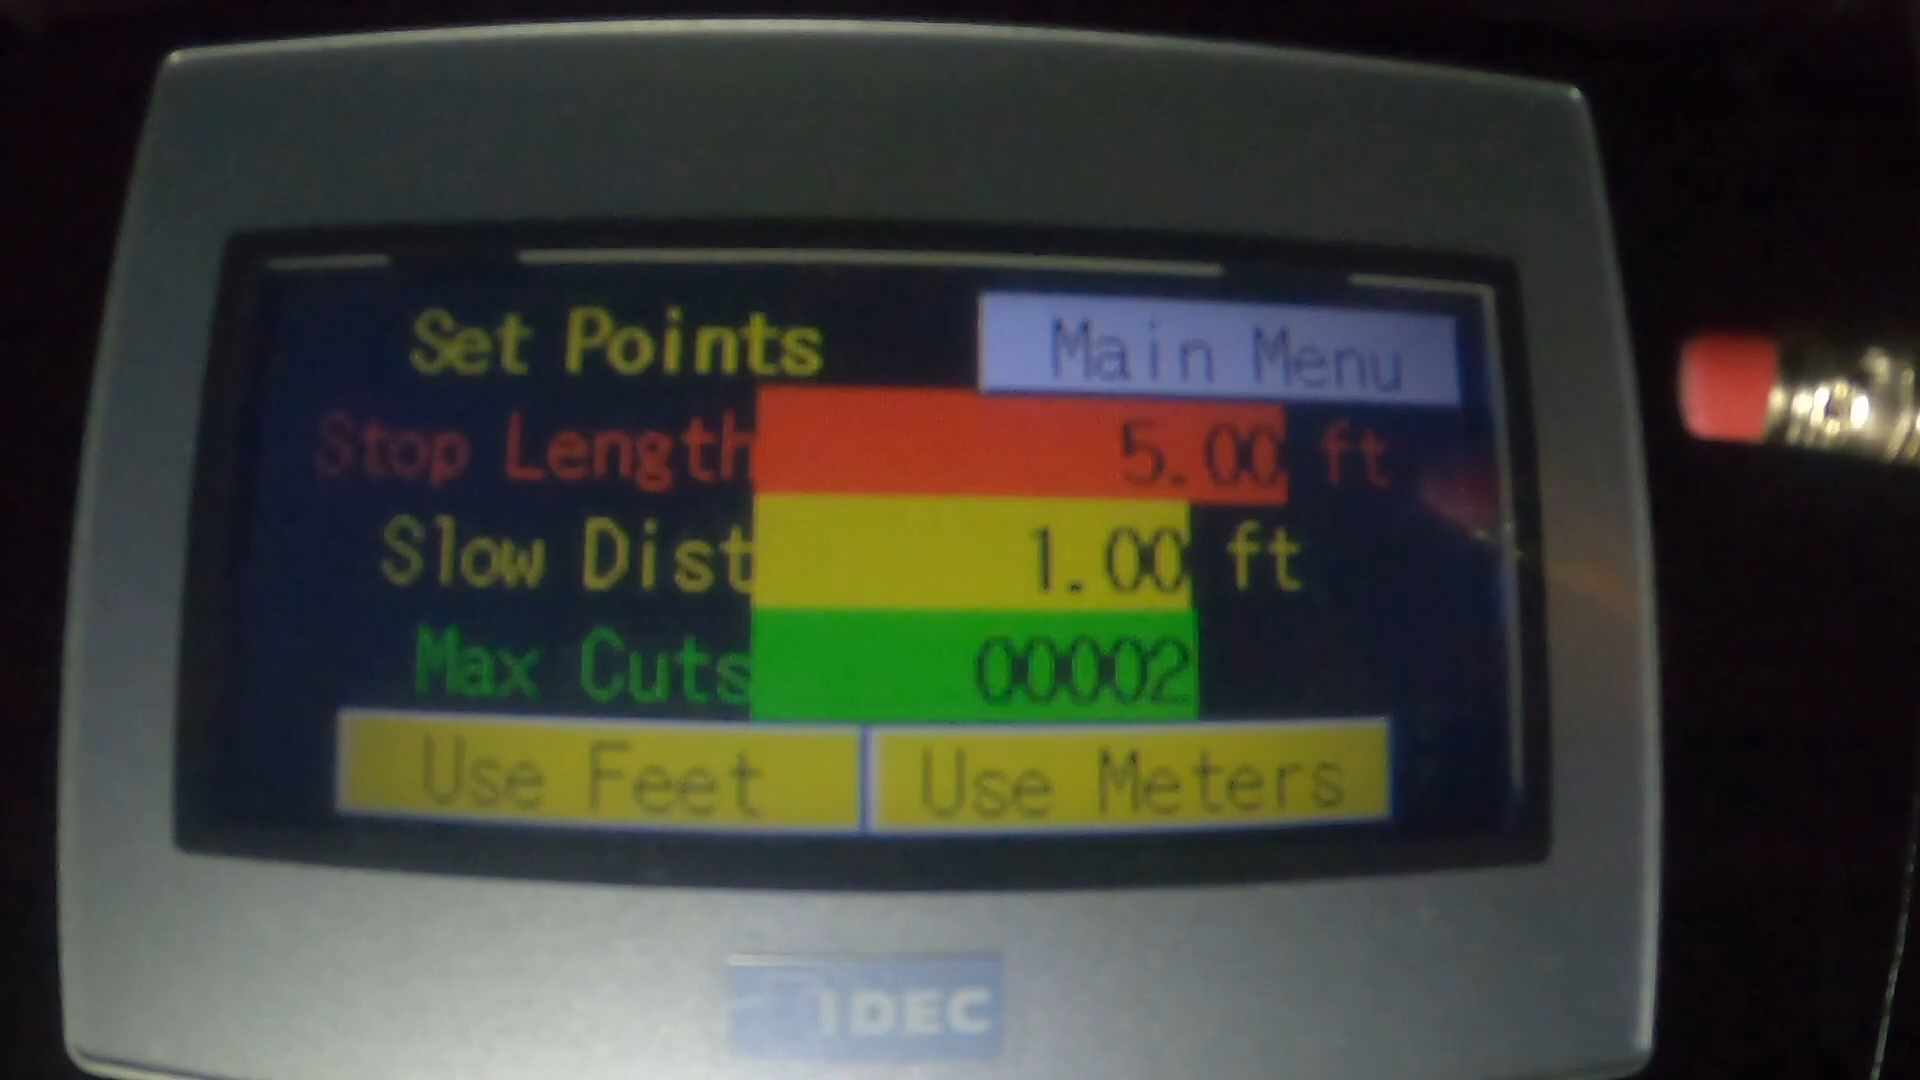 Set Points Main Menu
Stop Length 5.00 ft
Slow Dist 1.00 ft
Max Cuts 00002
Use Feet Use Meters
IDEC